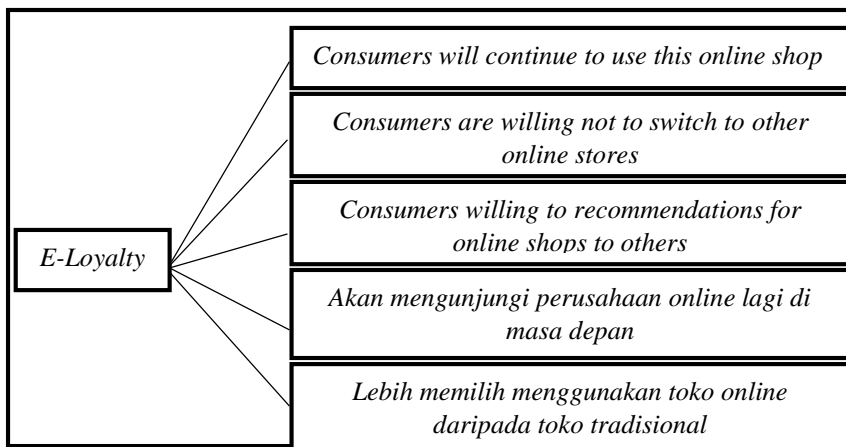 Consumers will continue to use this online shop
Consumers are willing not to switch to other
online stores
Consumers willing to recommendations for
online shops to others
E-Loyalty
Akan mengunjungi perusahaan online lagi di
masa depan
Lebih memilih menggunakan toko online
daripada toko tradisional